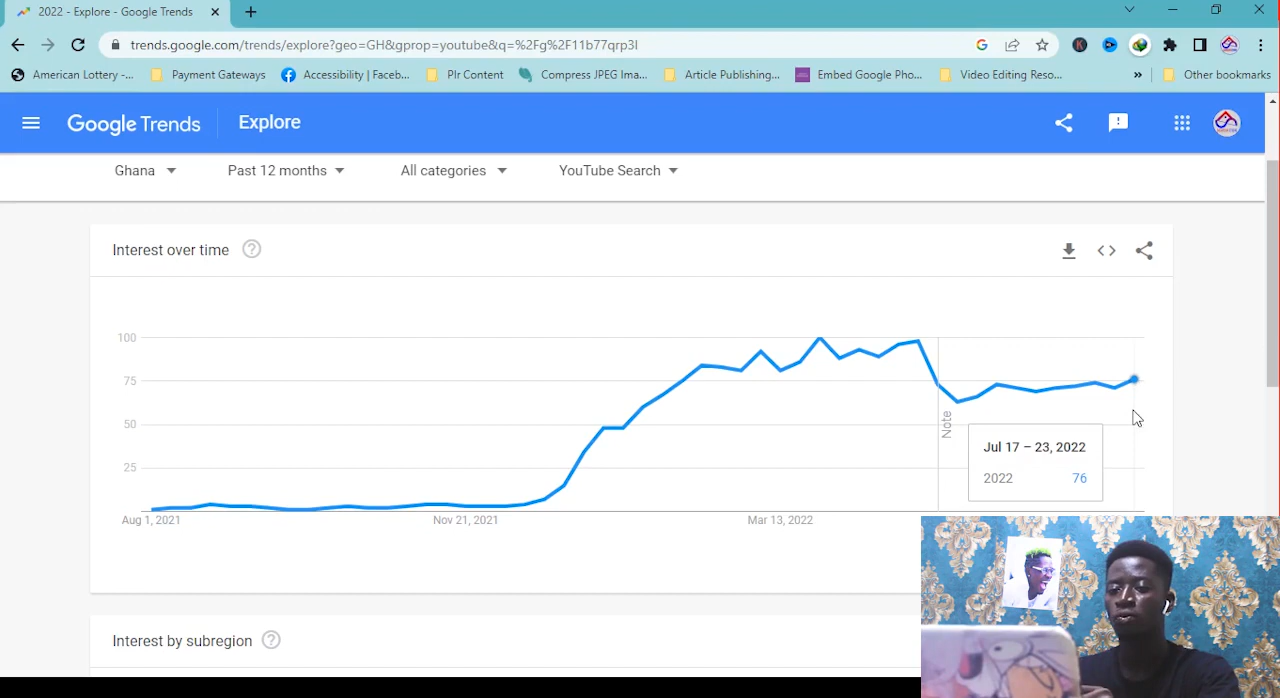 2022 - Explore - Google Trends
trends.google.com/trends/explore?geo=GH&gprop=youtube&q=%2Fg%2F11b77qrp3l
American Lottery -... Payment Gateways Accessibility | Faceb... Plr Content Compress JPEG Ima... Article Publishing... Embed Google Pho... Video Editing Reso... » Other bookmarks
Google Trends Explore
Ghana Past 12 months All categories YouTube Search
Interest over time
100
75
50
25
Note
Jul 17 – 23, 2022
2022 76
Aug 1, 2021 Nov 21, 2021 Mar 13, 2022
Interest by subregion